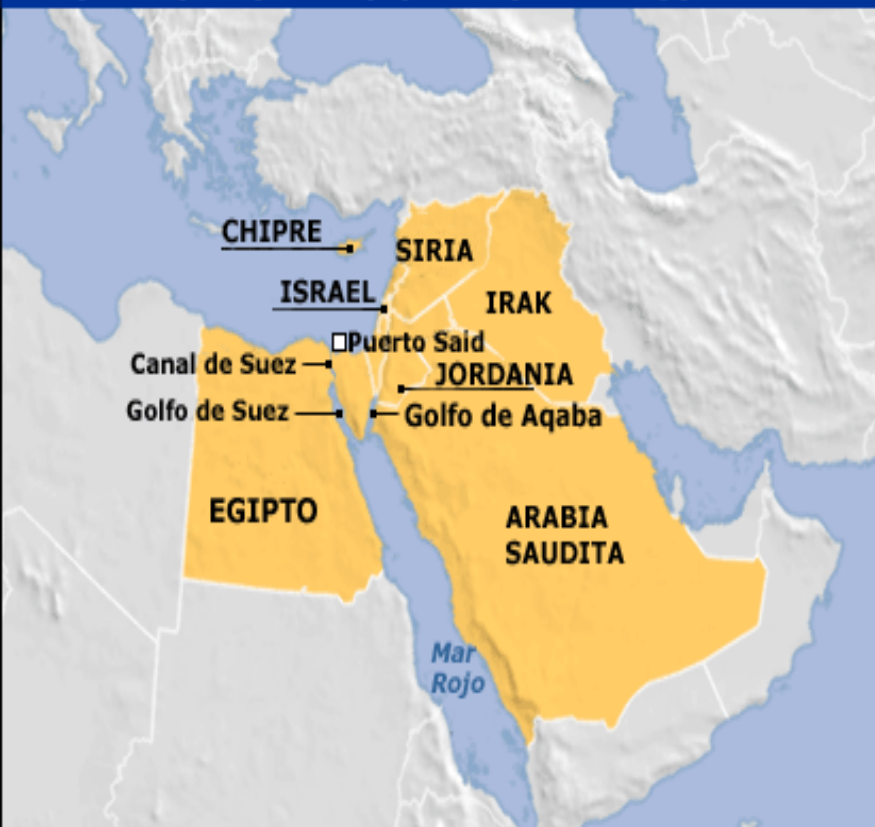 CHIPRE
SIRIA
ISRAEL
IRAK
Puerto Said
Canal de Suez
JORDANIA
Golfo de Suez
Golfo de Aqaba
EGIPTO
ARABIA
SAUDITA
Mar
Rojo